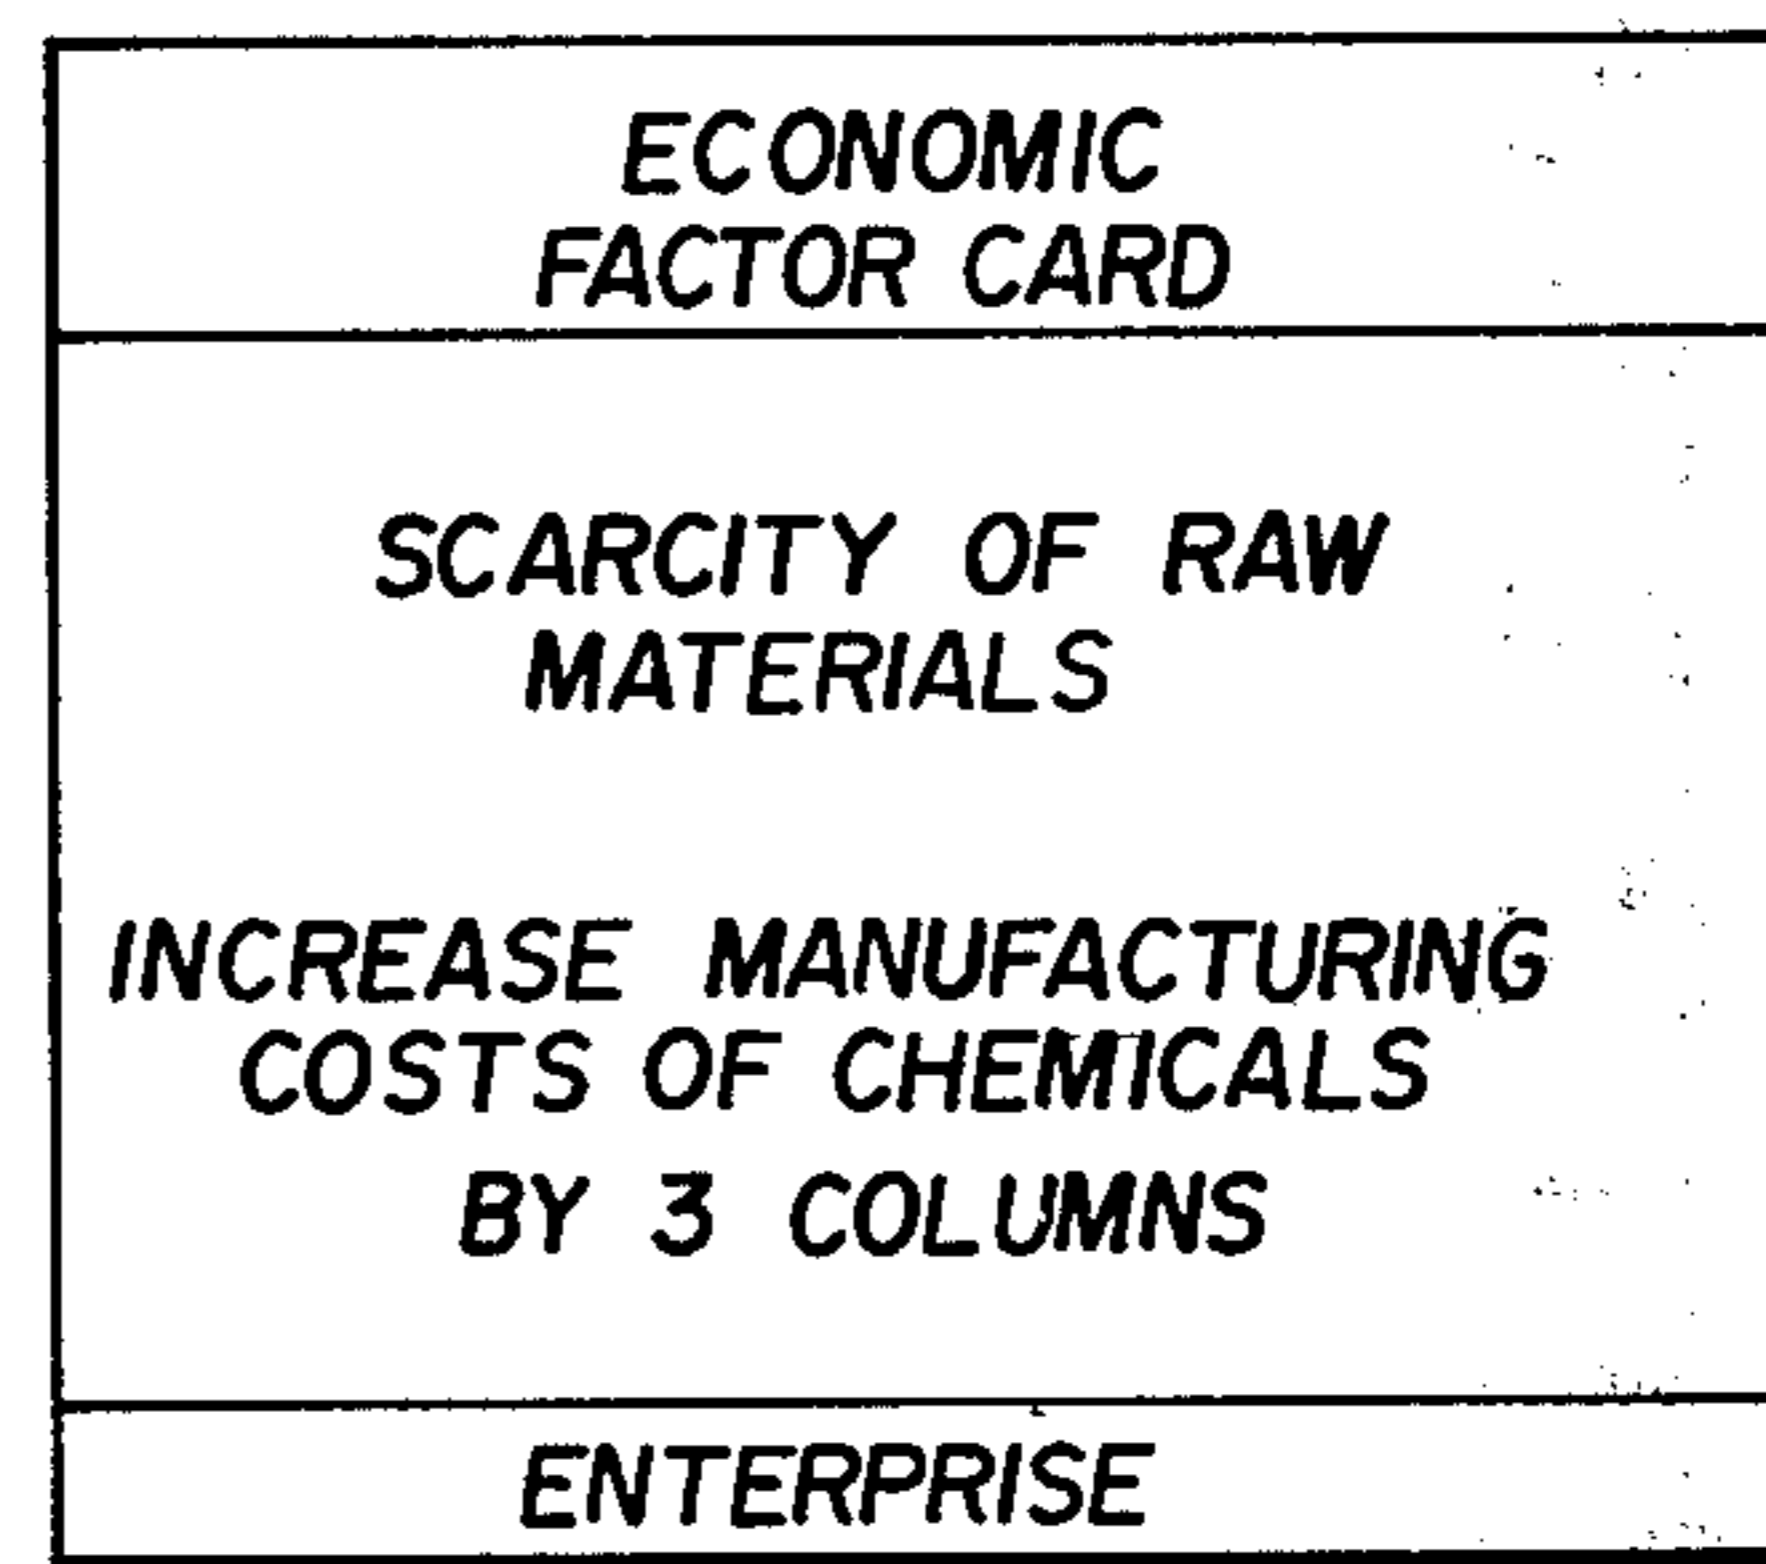 ECONOMIC
FACTOR CARD
SCARCITY OF RAW
MATERIALS
INCREASE MANUFACTURING
COSTS OF CHEMICALS
BY 3 COLUMNS
ENTERPRISE